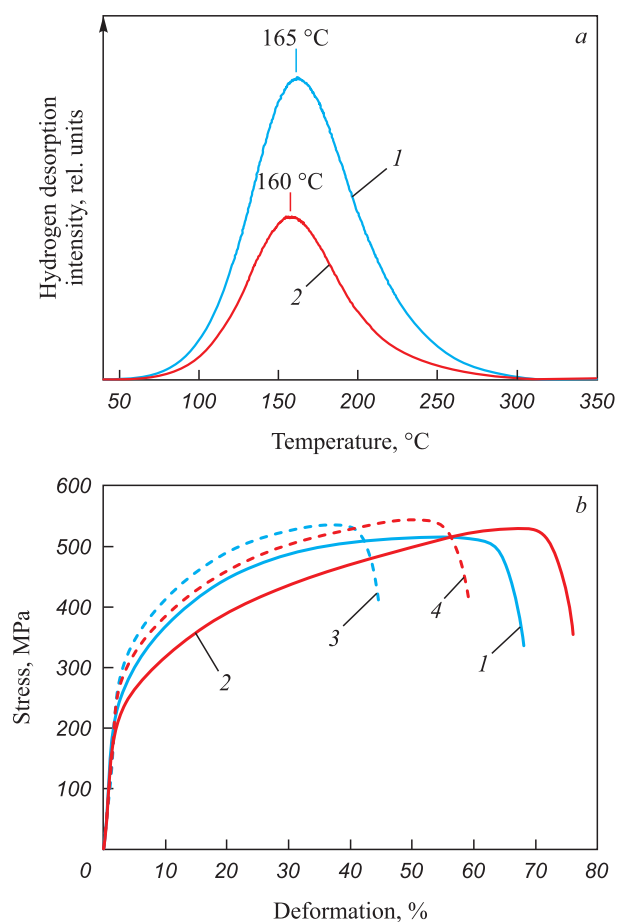 165 °C
a
1
160 °C
2
Hydrogen desorption
intensity, rel. units
50 100 150 200 250 300 350
Temperature, °C
b
600
500
400
300
200
100
0 10 20 30 40 50 60 70 80
3
4
1
2
Stress, MPa
Deformation, %